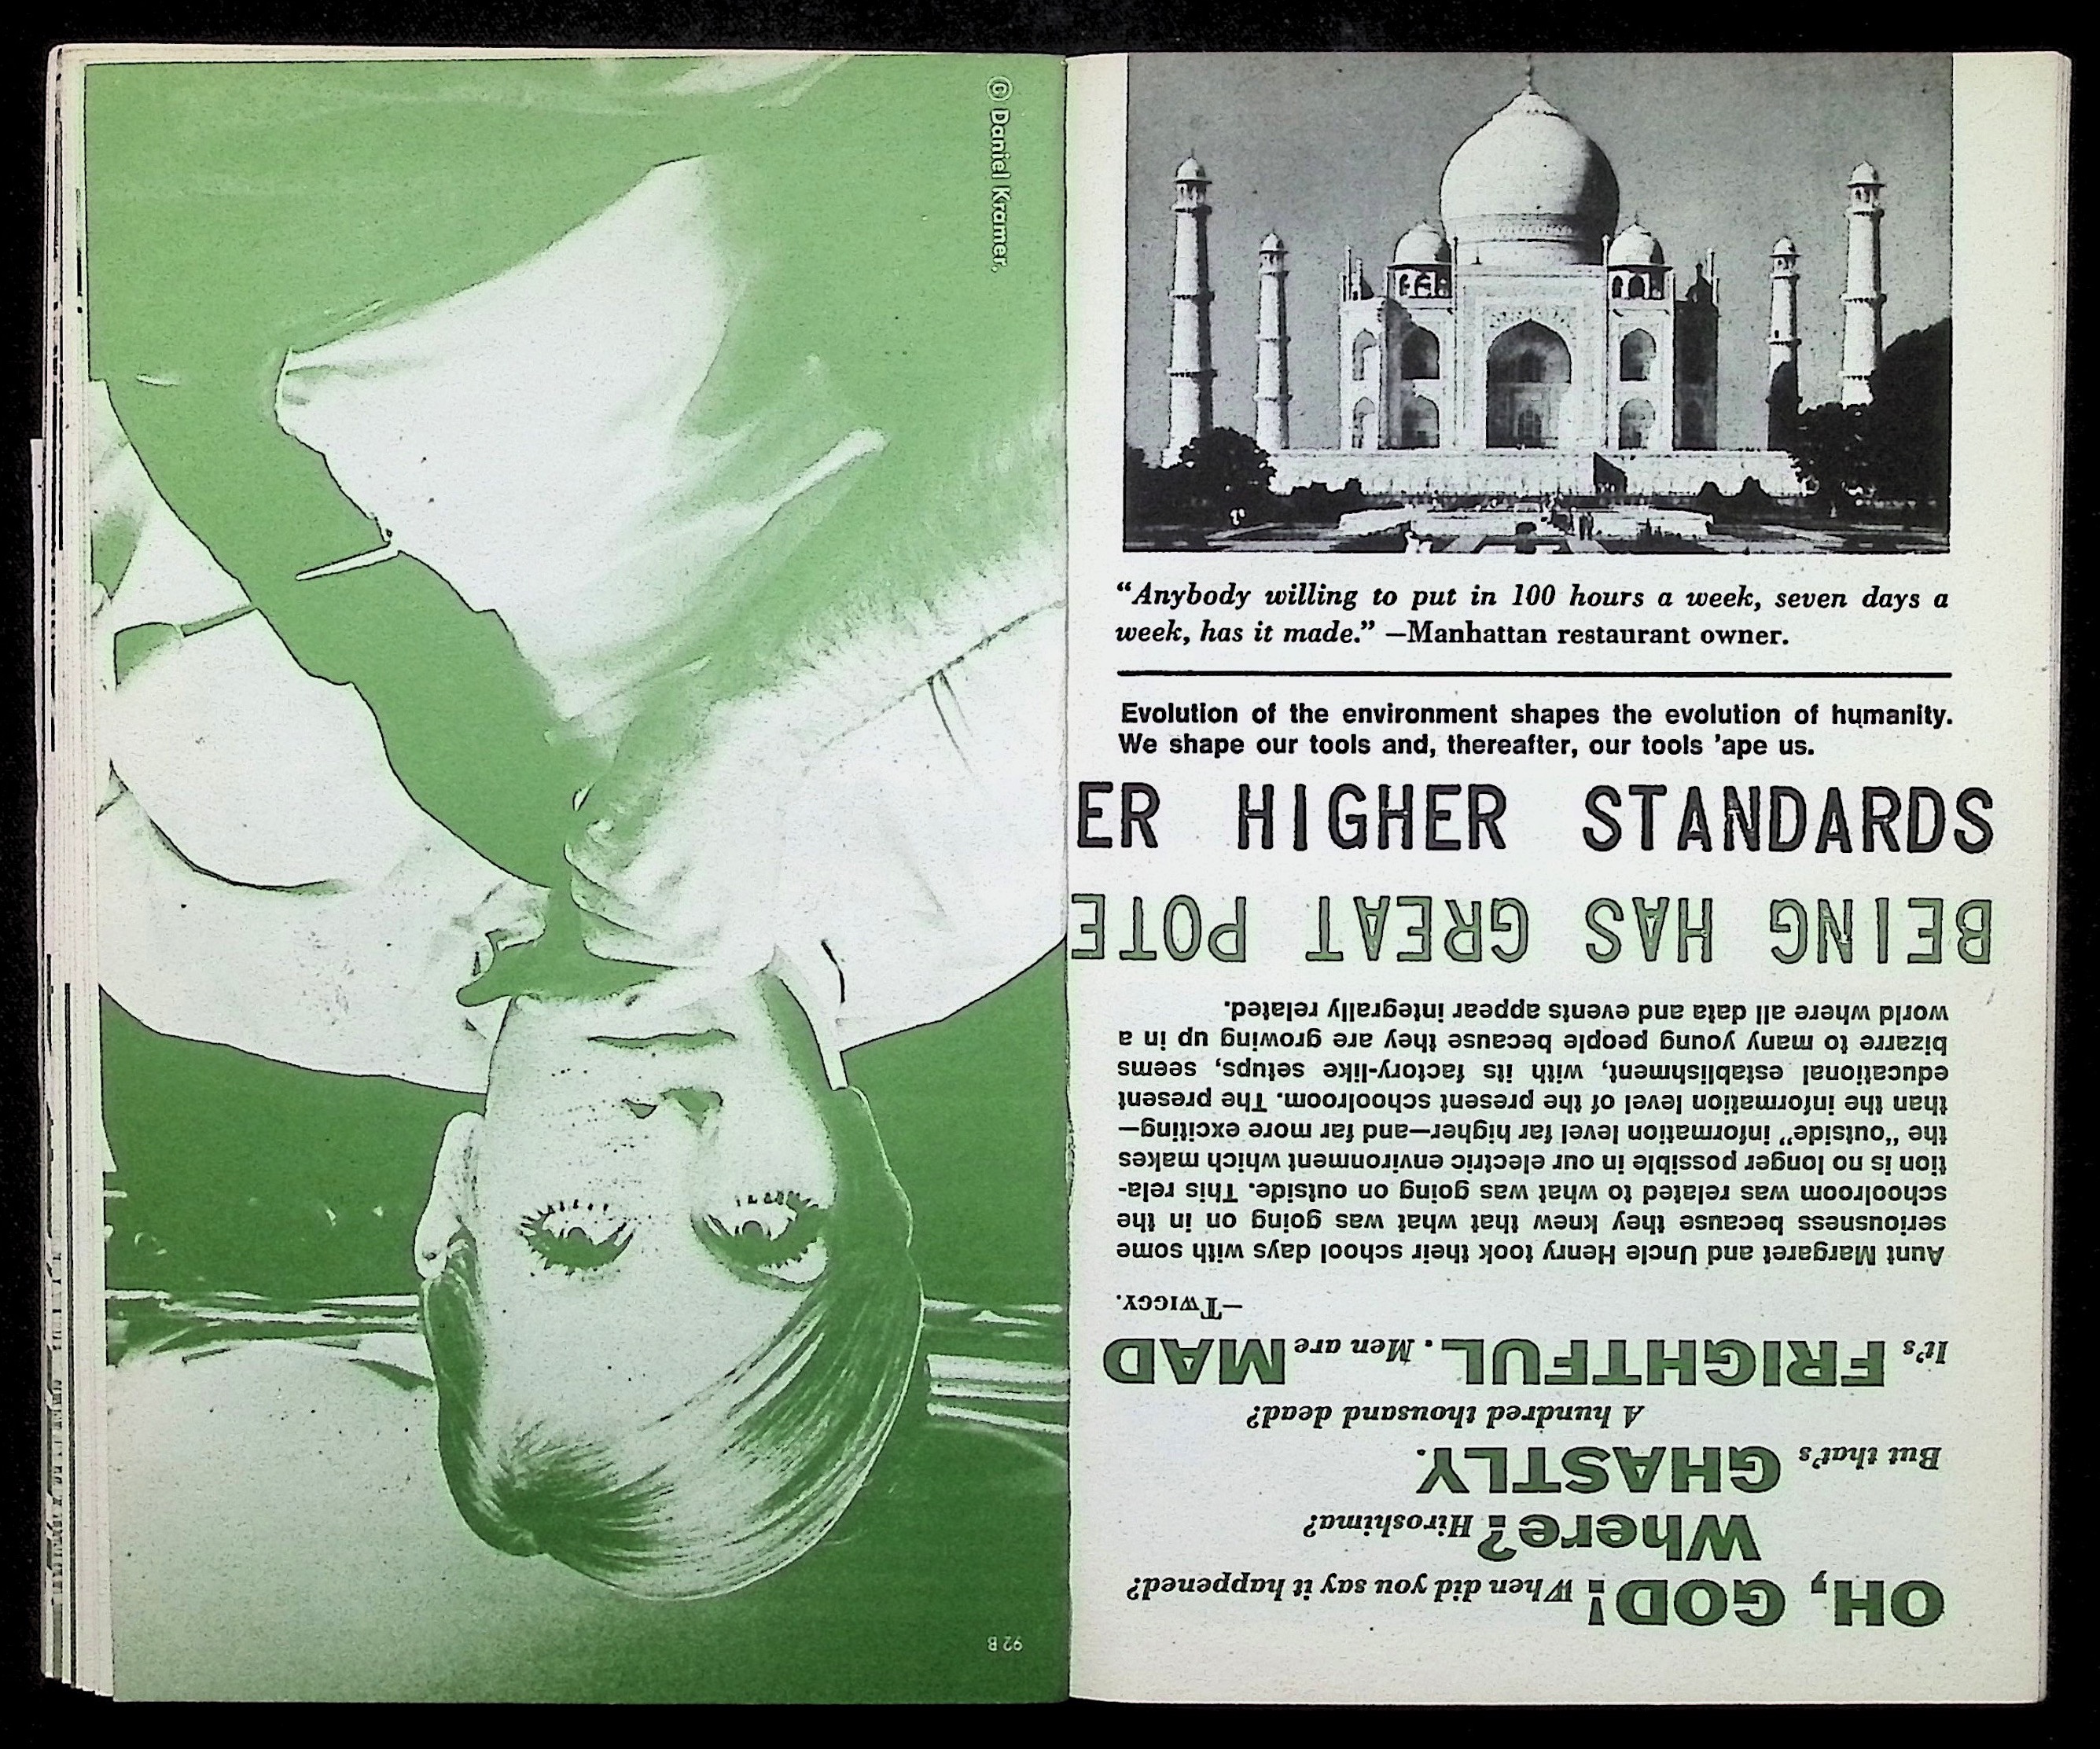 © Daniel Kramer.
92 B
"Anybody willing to put in 100 hours a week, seven days a
week, has it made." —Manhattan restaurant owner.
Evolution of the environment shapes the evolution of humanity.
We shape our tools and, thereafter, our tools 'ape us.
ER HIGHER STANDARDS
OH, GOD! When did you say it happened?
Where? Hiroshima?
But that's GHASTLY.
A hundred thousand dead?
It's FRIGHTFUL. Men are MAD
—TWIGGY.
Aunt Margaret and Uncle Henry took their school days with some
seriousness because they knew that what was going on in the
schoolroom was related to what was going on outside. This rela-
tion is no longer possible in our electric environment which makes
the "outside" information level far higher—and far more exciting—
than the information level of the present schoolroom. The present
educational establishment, with its factory-like setups, seems
bizarre to many young people because they are growing up in a
world where all data and events appear integrally related.
BEING HAS GREAT POTE